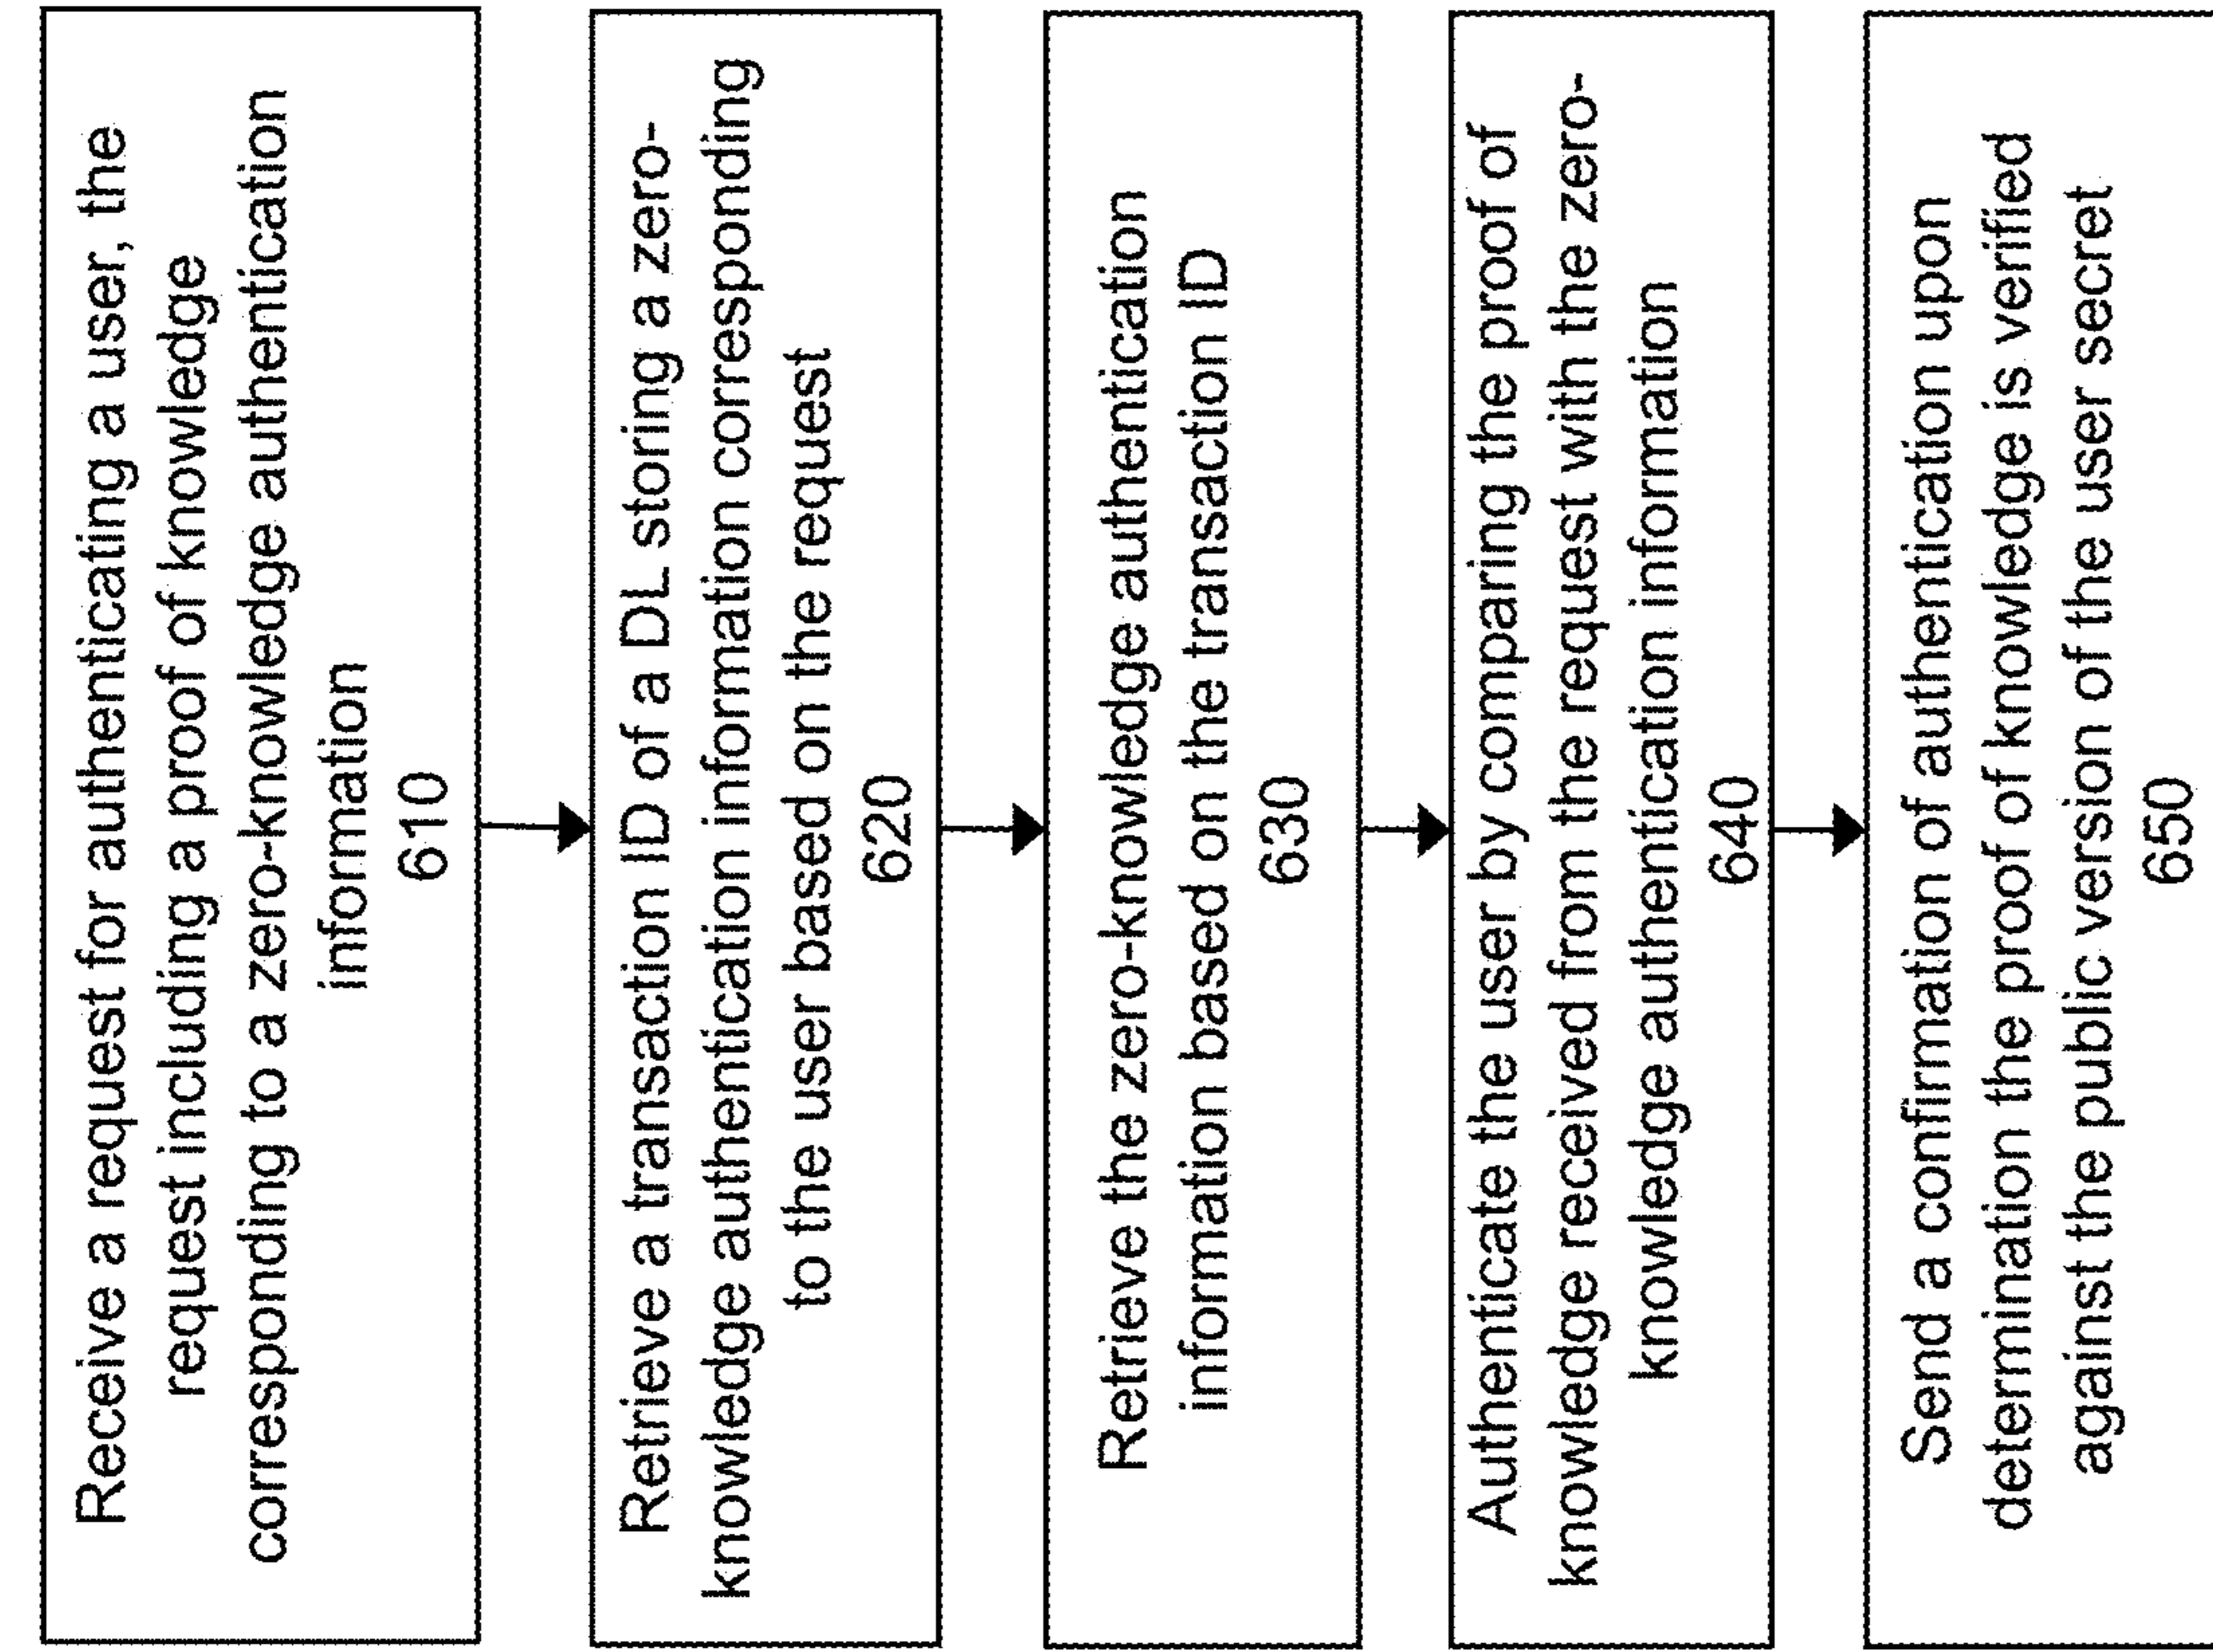 Receive a request for authenticating a user, the
request including a proof of knowledge
corresponding to a zero-knowledge authentication
information
610
Retrieve a transaction ID of a DL storing a zero-
knowledge authentication information corresponding
to the user based on the request
620
Retrieve the zero-knowledge authentication
information based on the transaction ID
630
Authenticate the user by comparing the proof of
knowledge received from the request with the zero-
knowledge authentication information
640
Send a confirmation of authentication upon
determination the proof of knowledge is verified
against the public version of the user secret
650